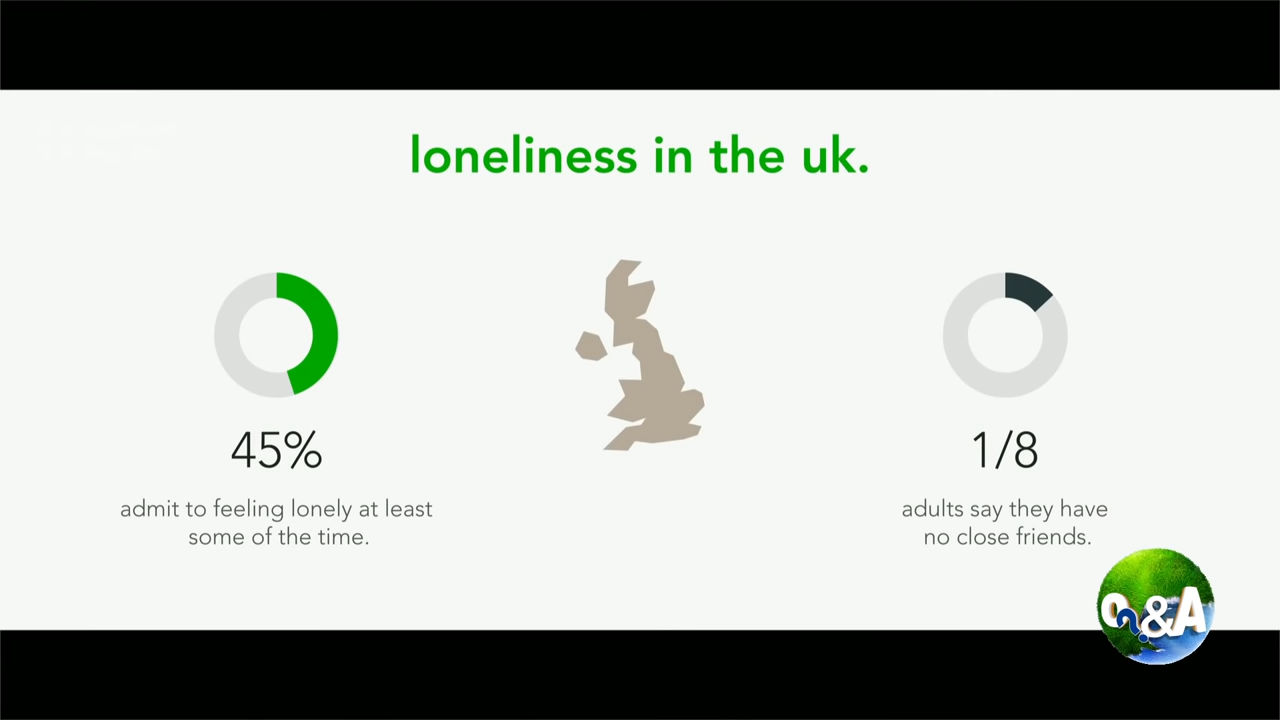 loneliness in the uk.
45%
admit to feeling lonely at least
some of the time.
1/8
adults say they have
no close friends.
Q&A